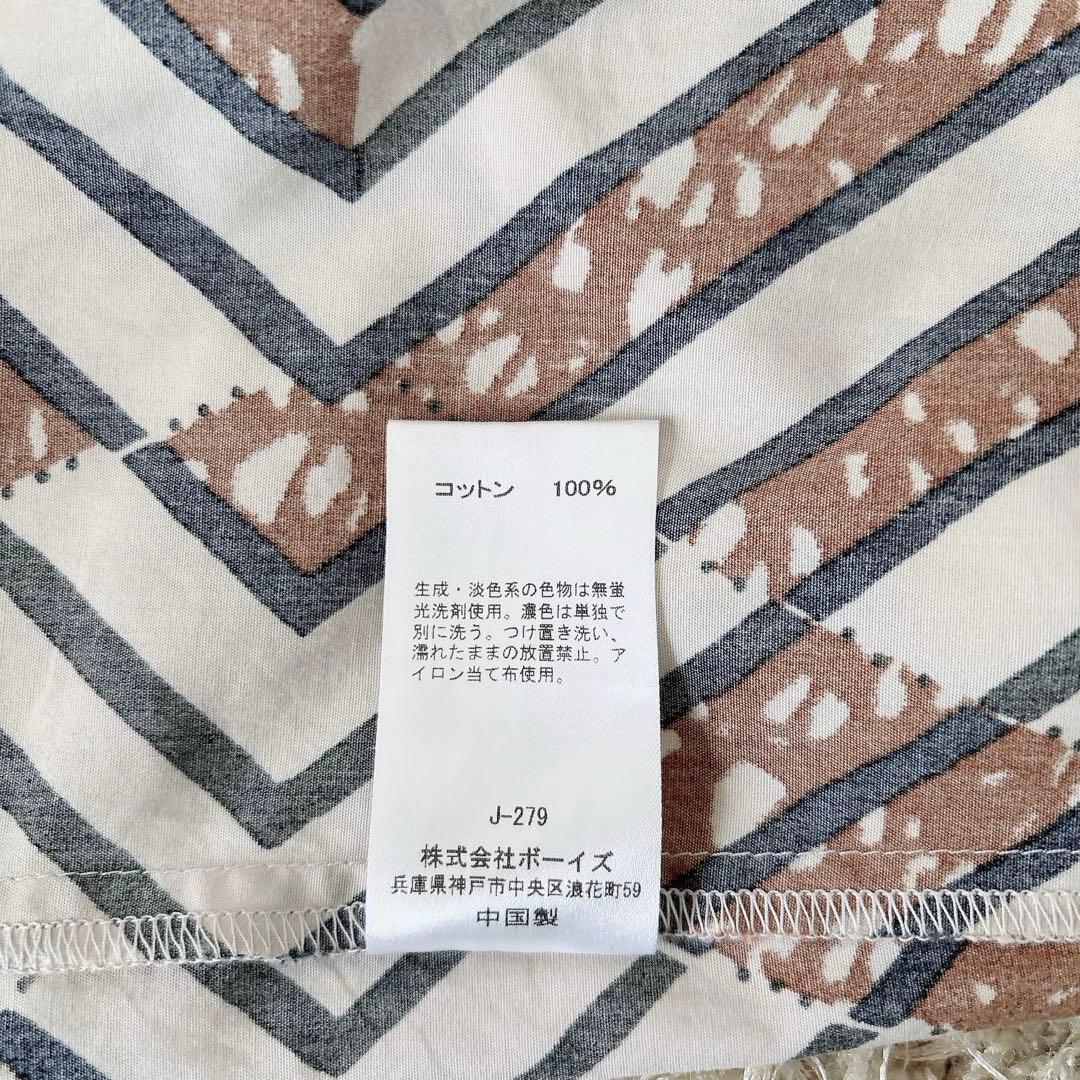 コットン 100%
生成・淡色系の色物は無蛍
光洗剤使用。濃色は単独で
別に洗う。つけ置き洗い、
濡れたままの放置禁止。ア
イロン当て布使用。
J-279
株式会社ボーイズ
兵庫県神戸市中央区浪花町59
中国製